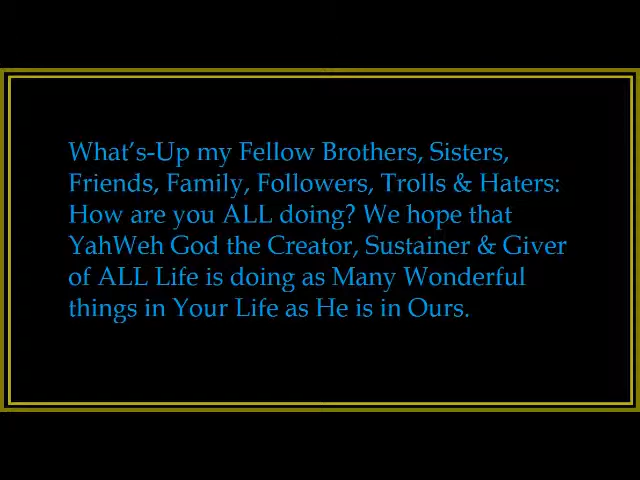 What’s-Up my Fellow Brothers, Sisters,
Friends, Family, Followers, Trolls & Haters:
How are you ALL doing? We hope that
YahWeh God the Creator, Sustainer & Giver
of ALL Life is doing as Many Wonderful
things in Your Life as He is in Ours.